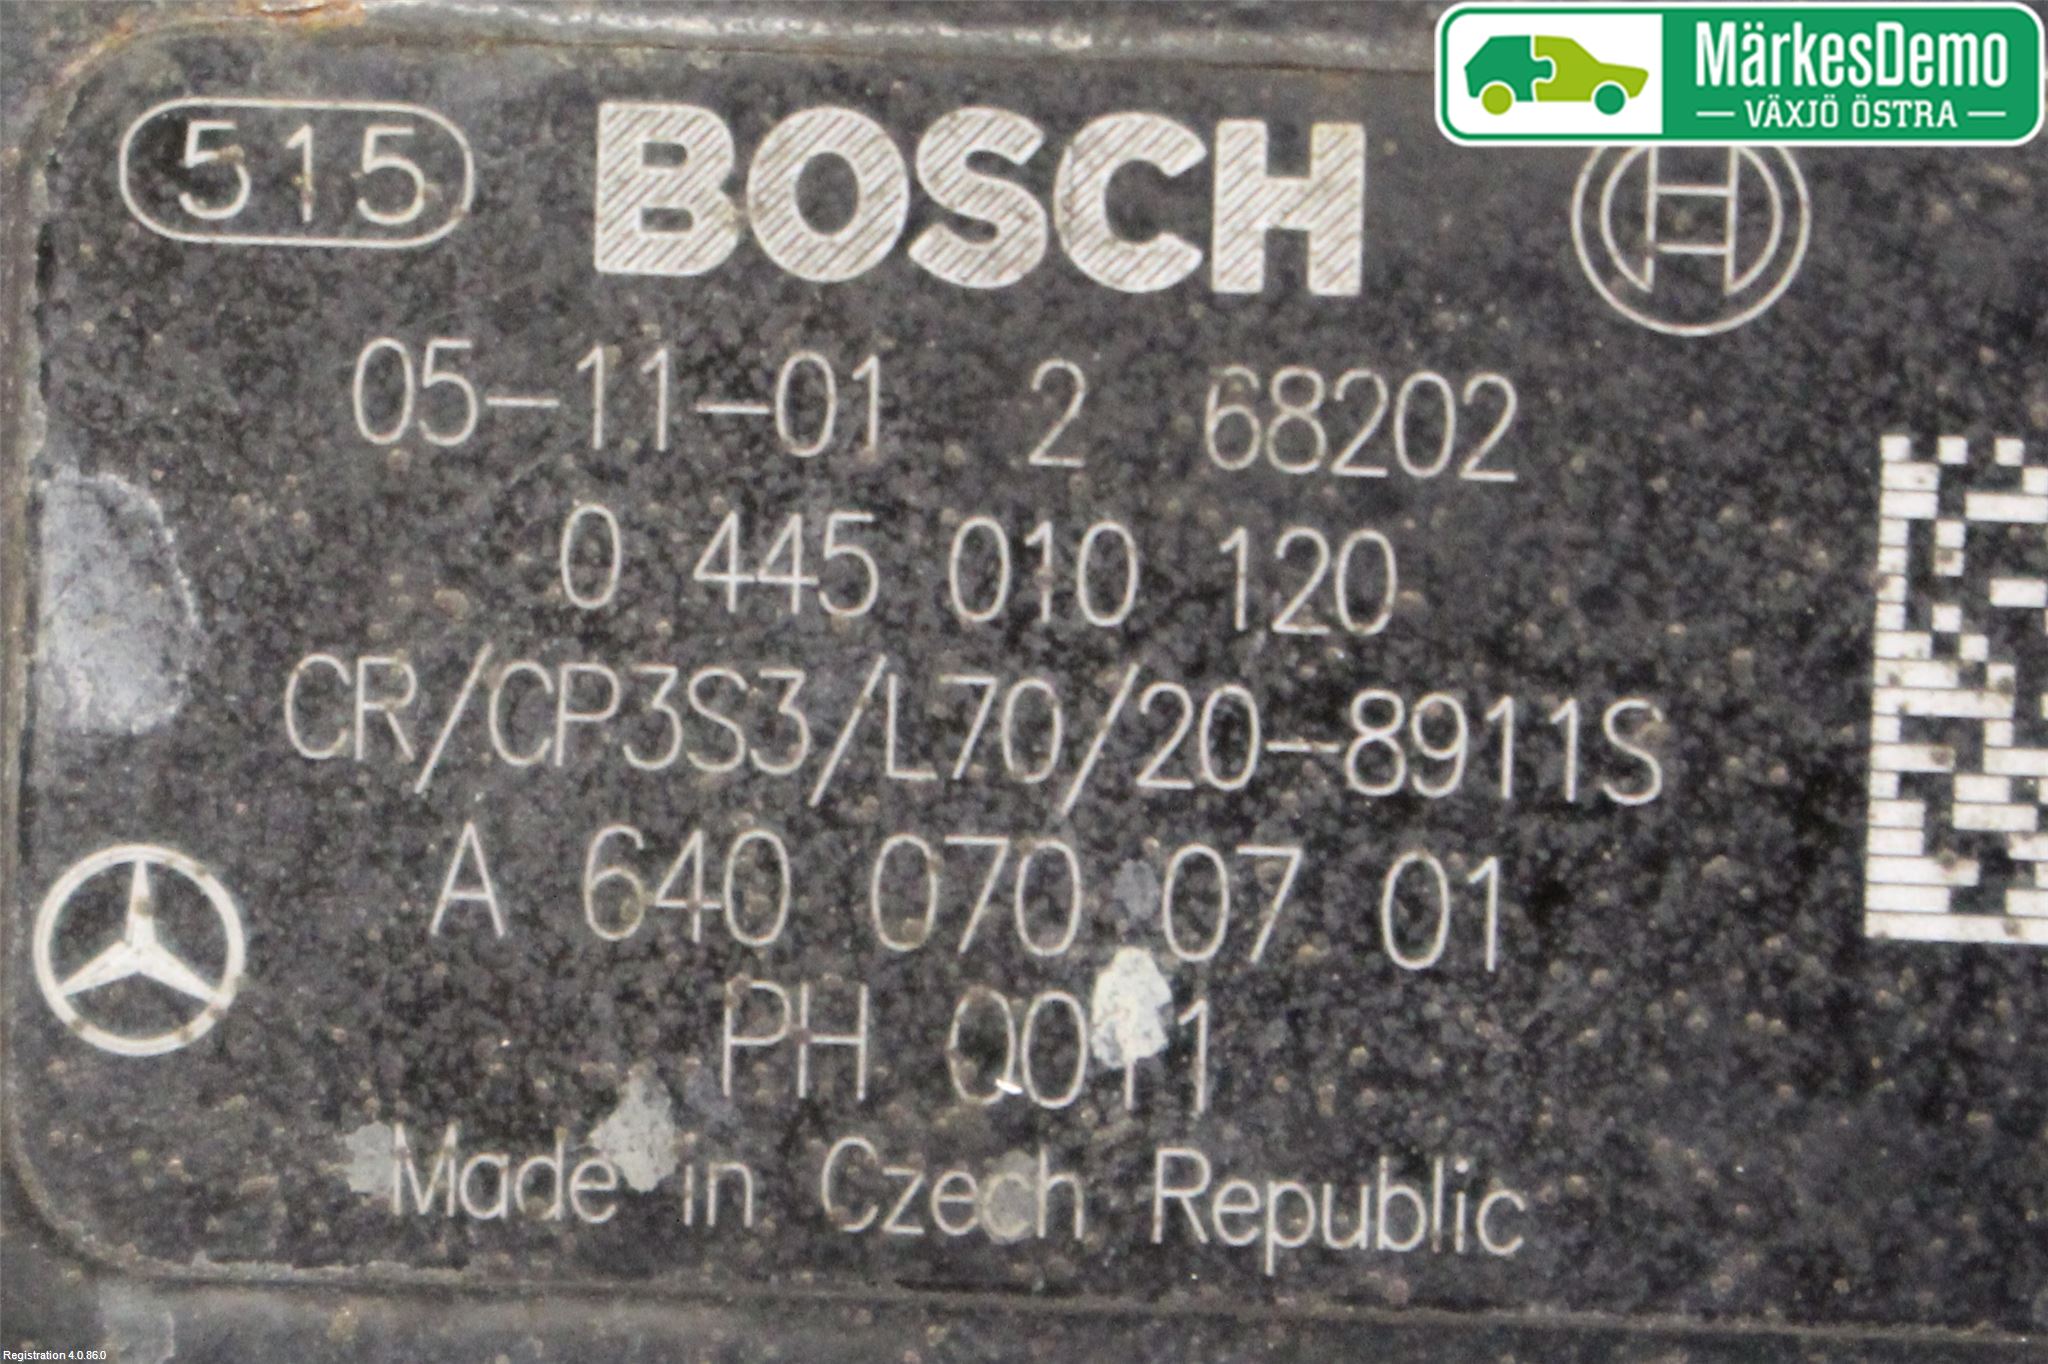 MärkesDemo
VÄXJÖ ÖSTRA
515 BOSCH
05-11-01 2 68202
0 445 010 120
CR/CP3S3/L70/20-8911S
A 640 070 07 01
PH 0011
Made in Czech Republic
Registration 4.0.86.0